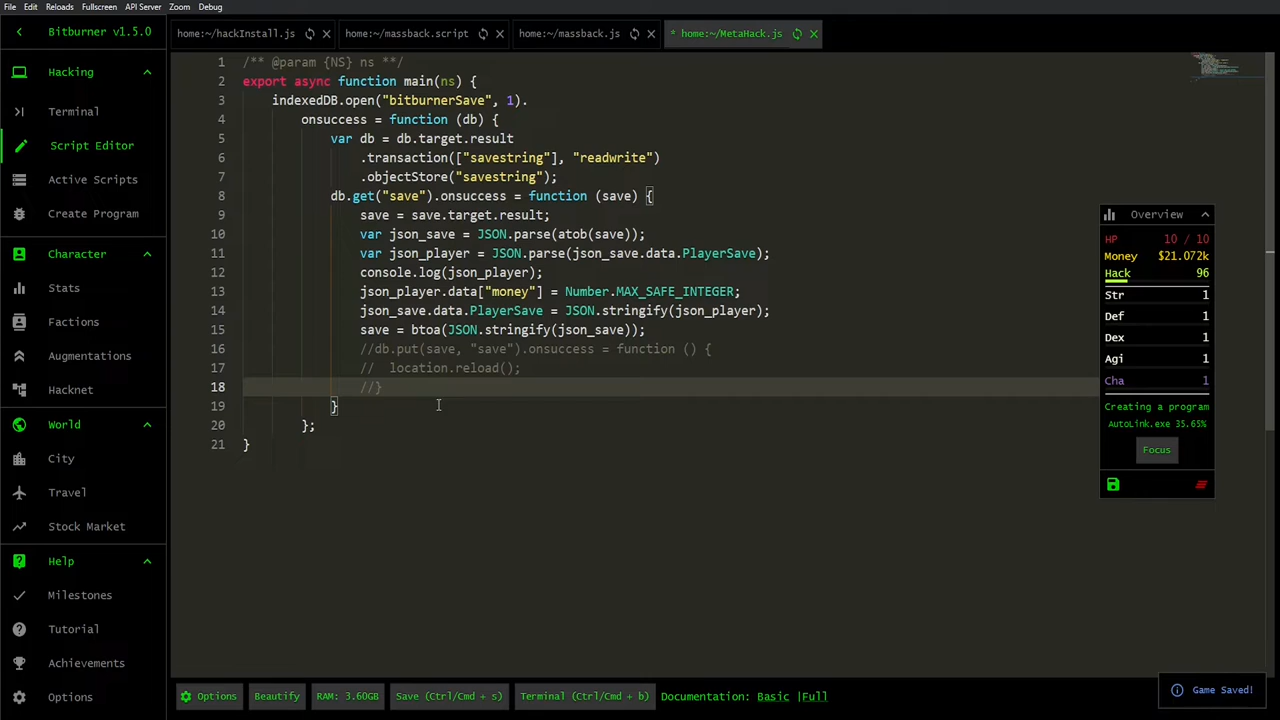 File Edit Reloads Fullscreen API Server Zoom Debug
Bitburner v1.5.0
Hacking
Terminal
Script Editor
Active Scripts
Create Program
Character
Stats
Factions
Augmentations
Hacknet
World
City
Travel
Stock Market
Help
Milestones
Tutorial
Achievements
Options
home:~/hackInstall.js home:~/massback.script home:~/massback.js * home:~/MetaHack.js
1 /** @param {NS} ns **/
2 export async function main(ns) {
3 indexedDB.open("bitburnerSave", 1).
4 onsuccess = function (db) {
5 var db = db.target.result
6 .transaction(["savestring"], "readwrite")
7 .objectStore("savestring");
8 db.get("save").onsuccess = function (save) {
9 save = save.target.result;
10 var json_save = JSON.parse(atob(save));
11 var json_player = JSON.parse(json_save.data.PlayerSave);
12 console.log(json_player);
13 json_player.data["money"] = Number.MAX_SAFE_INTEGER;
14 json_save.data.PlayerSave = JSON.stringify(json_player);
15 save = btoa(JSON.stringify(json_save));
16 //db.put(save, "save").onsuccess = function () {
17 // location.reload();
18 //}
19 }
20 };
21 }
Overview
HP 10 / 10
Money $21.072k
Hack 96
Str 1
Def 1
Dex 1
Agi 1
Cha 1
Creating a program
AutoLink.exe 35.65%
Focus
Options Beautify RAM: 3.60GB Save (Ctrl/Cmd + s) Terminal (Ctrl/Cmd + b) Documentation: Basic |Full
Game Saved!